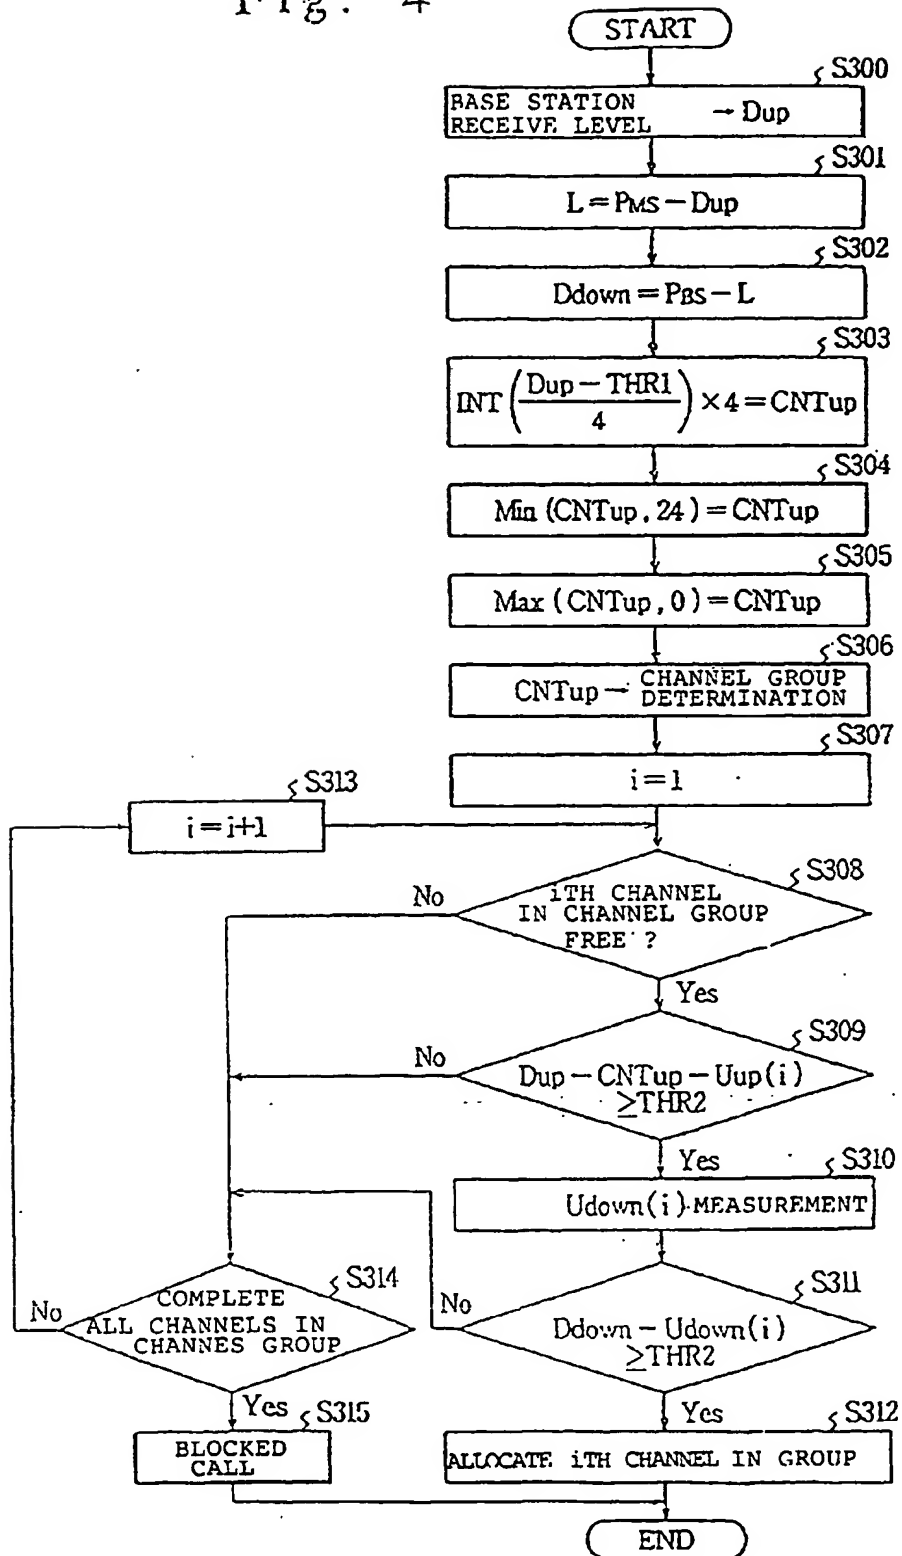 Fig. 4
START
S300
BASE STATION
RECEIVE LEVEL → Dup
S301
L = PMS − Dup
S302
Ddown = PBS − L
S303
INT (Dup − THR1 / 4) × 4 = CNTup
S304
Min (CNTup, 24) = CNTup
S305
Max (CNTup, 0) = CNTup
S306
CNTup → CHANNEL GROUP
DETERMINATION
S307
i = 1
S313
i = i+1
S308
iTH CHANNEL
IN CHANNEL GROUP
FREE ?
No
Yes
S309
Dup − CNTup − Uup(i)
≥THR2
No
Yes
S310
Udown(i) MEASUREMENT
S311
Ddown − Udown(i)
≥THR2
No
Yes
S314
COMPLETE
ALL CHANNELS IN
CHANNES GROUP
No
Yes
S315
BLOCKED
CALL
S312
ALLOCATE iTH CHANNEL IN GROUP
END